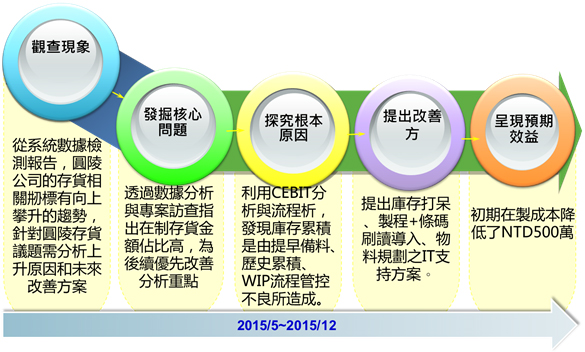 觀查現象
發掘核心
問題
探究根本
原因
提出改善
方
呈現預期
效益
從系統數據檢
測報告，圓陵
公司的存貨相
關刱標有向上
攀升的趨勢，
針對圓陵存貨
議題需分析上
升原因和未來
改善方案
透過數據分析
與專案訪查指
出在制存貨金
額佔比高，為
後續優先改善
分析重點
利用CEBIT分
析與流程析，
發現庫存累積
是由提早備料、
歷史累積、
WIP流程管控
不良所造成。
提出庫存打呆
、製程+條碼
刷讀導入、物
料規劃之IT支
持方案。
初期在製成本降
低了NTD500萬
2015/5~2015/12